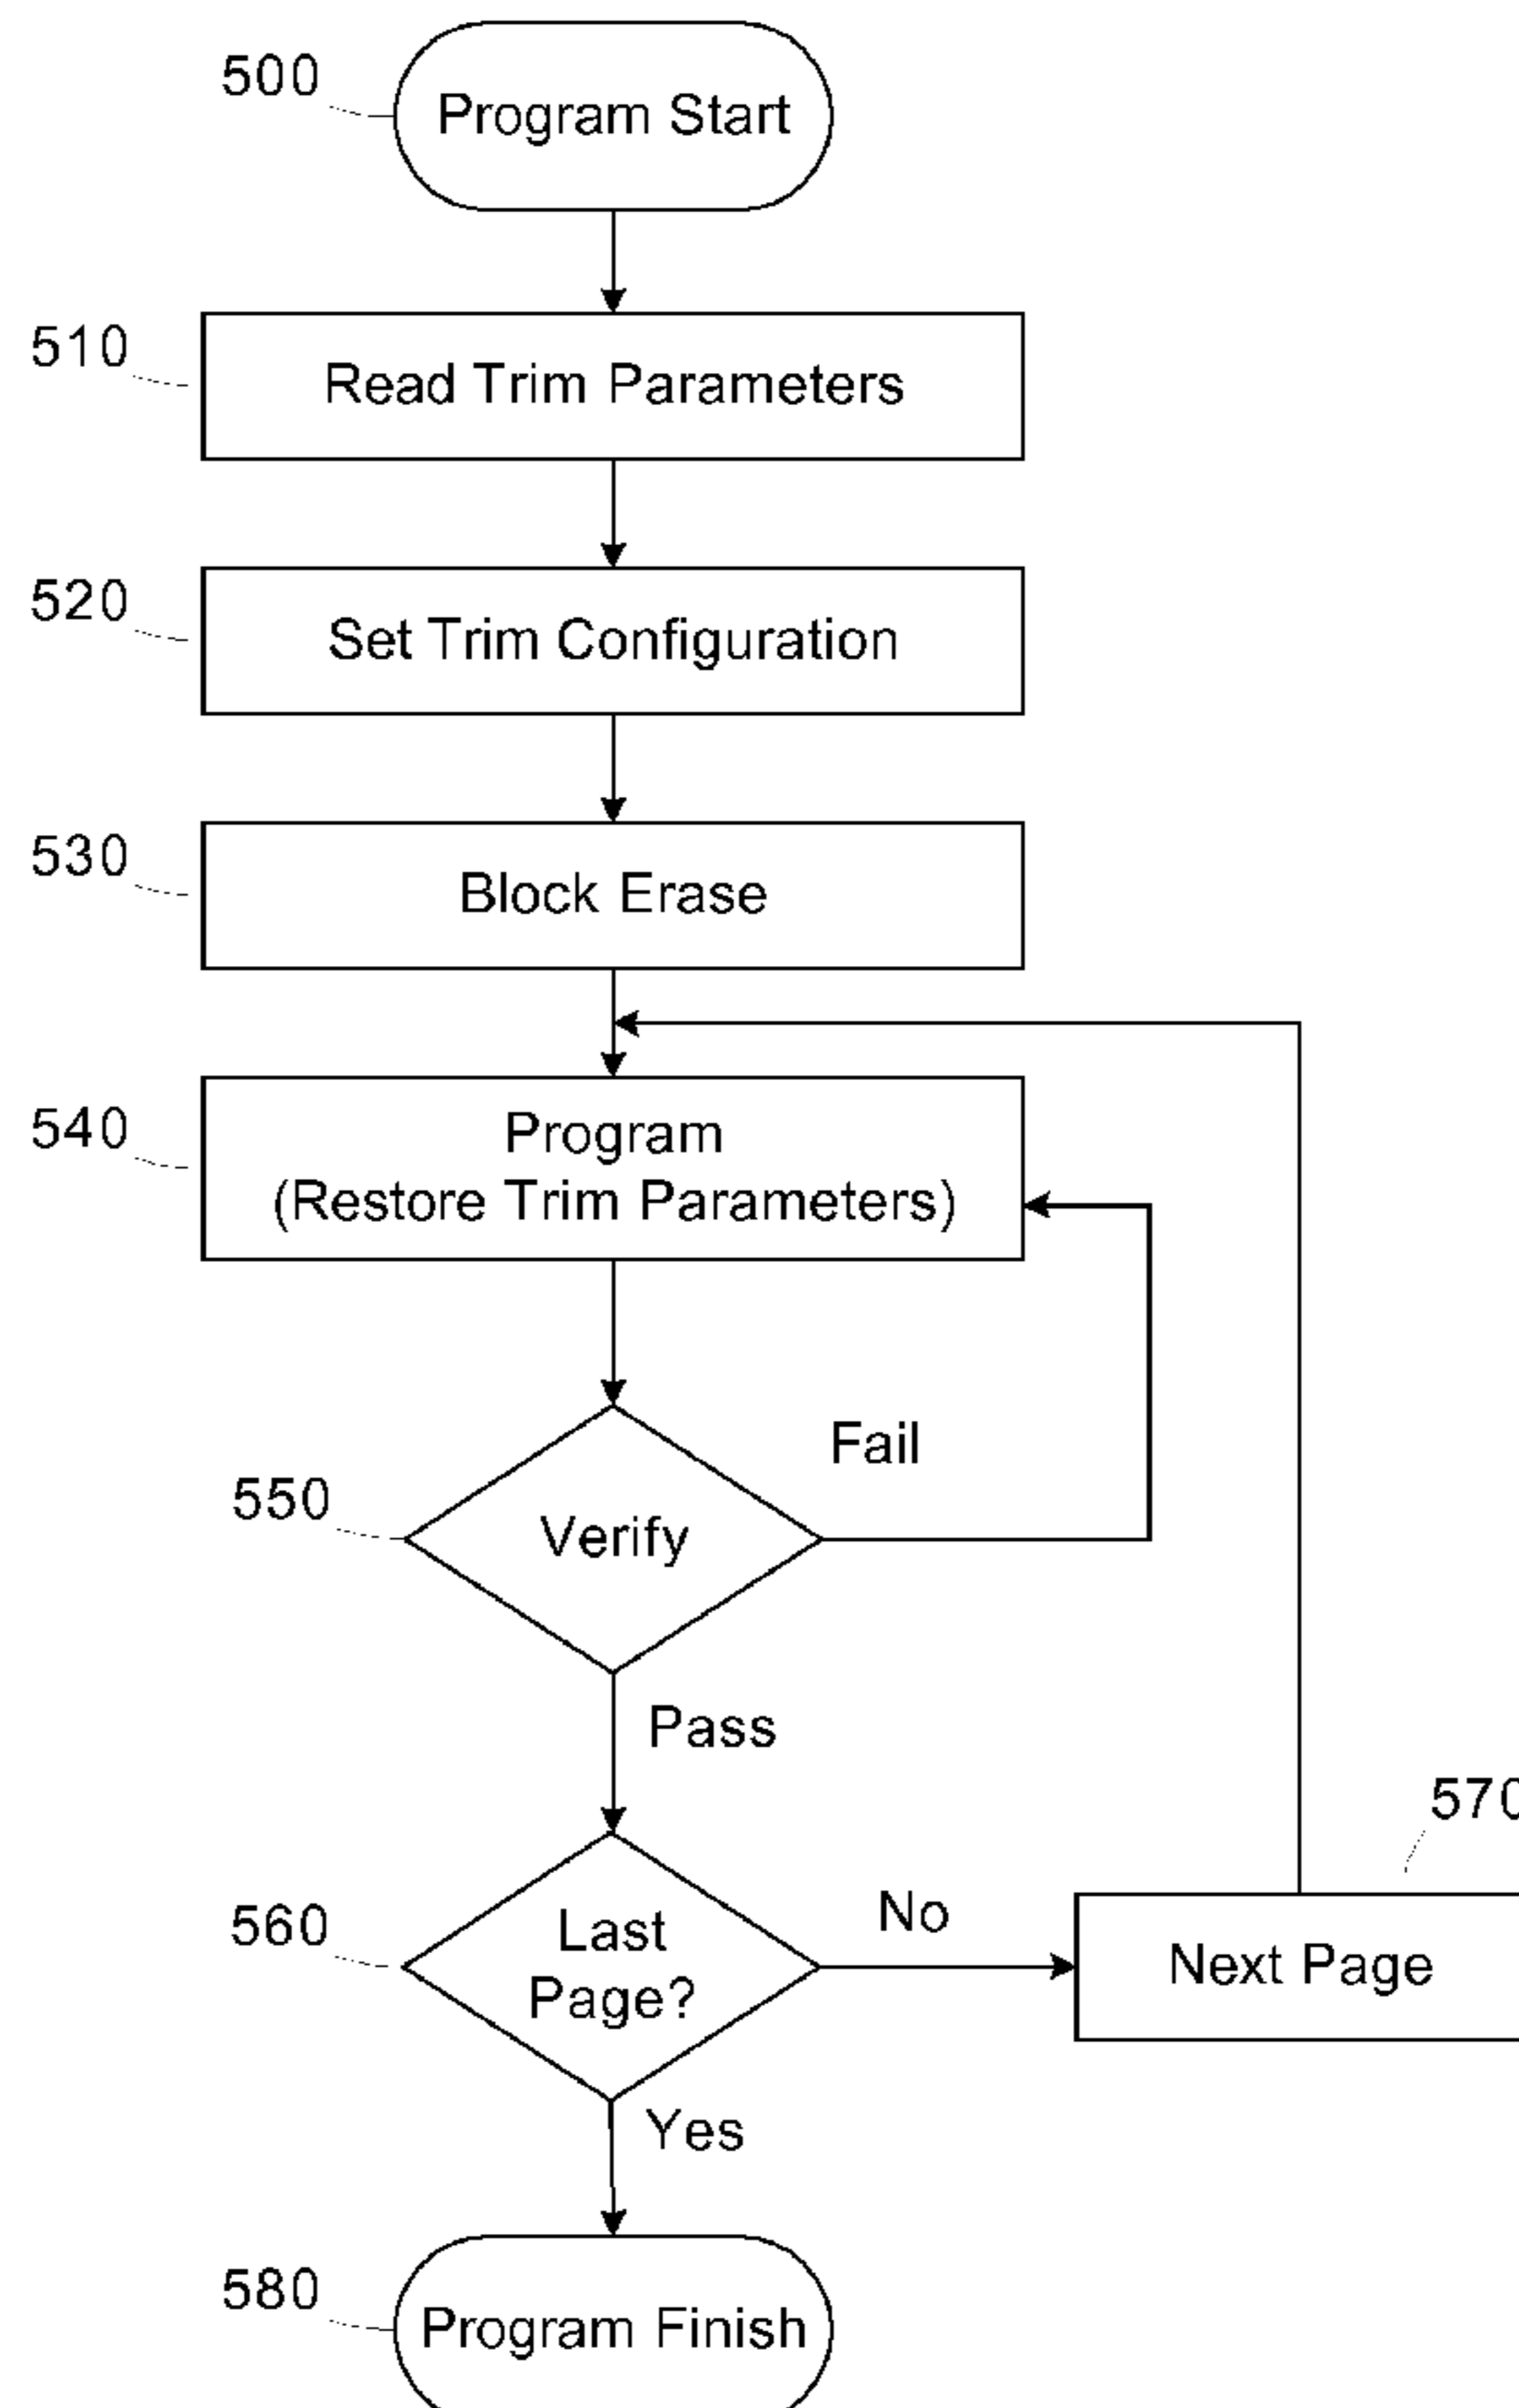 500
Program Start
510
Read Trim Parameters
520
Set Trim Configuration
530
Block Erase
540
Program
(Restore Trim Parameters)
550
Verify
Fail
Pass
570
560
Last
Page?
No
Next Page
Yes
580
Program Finish